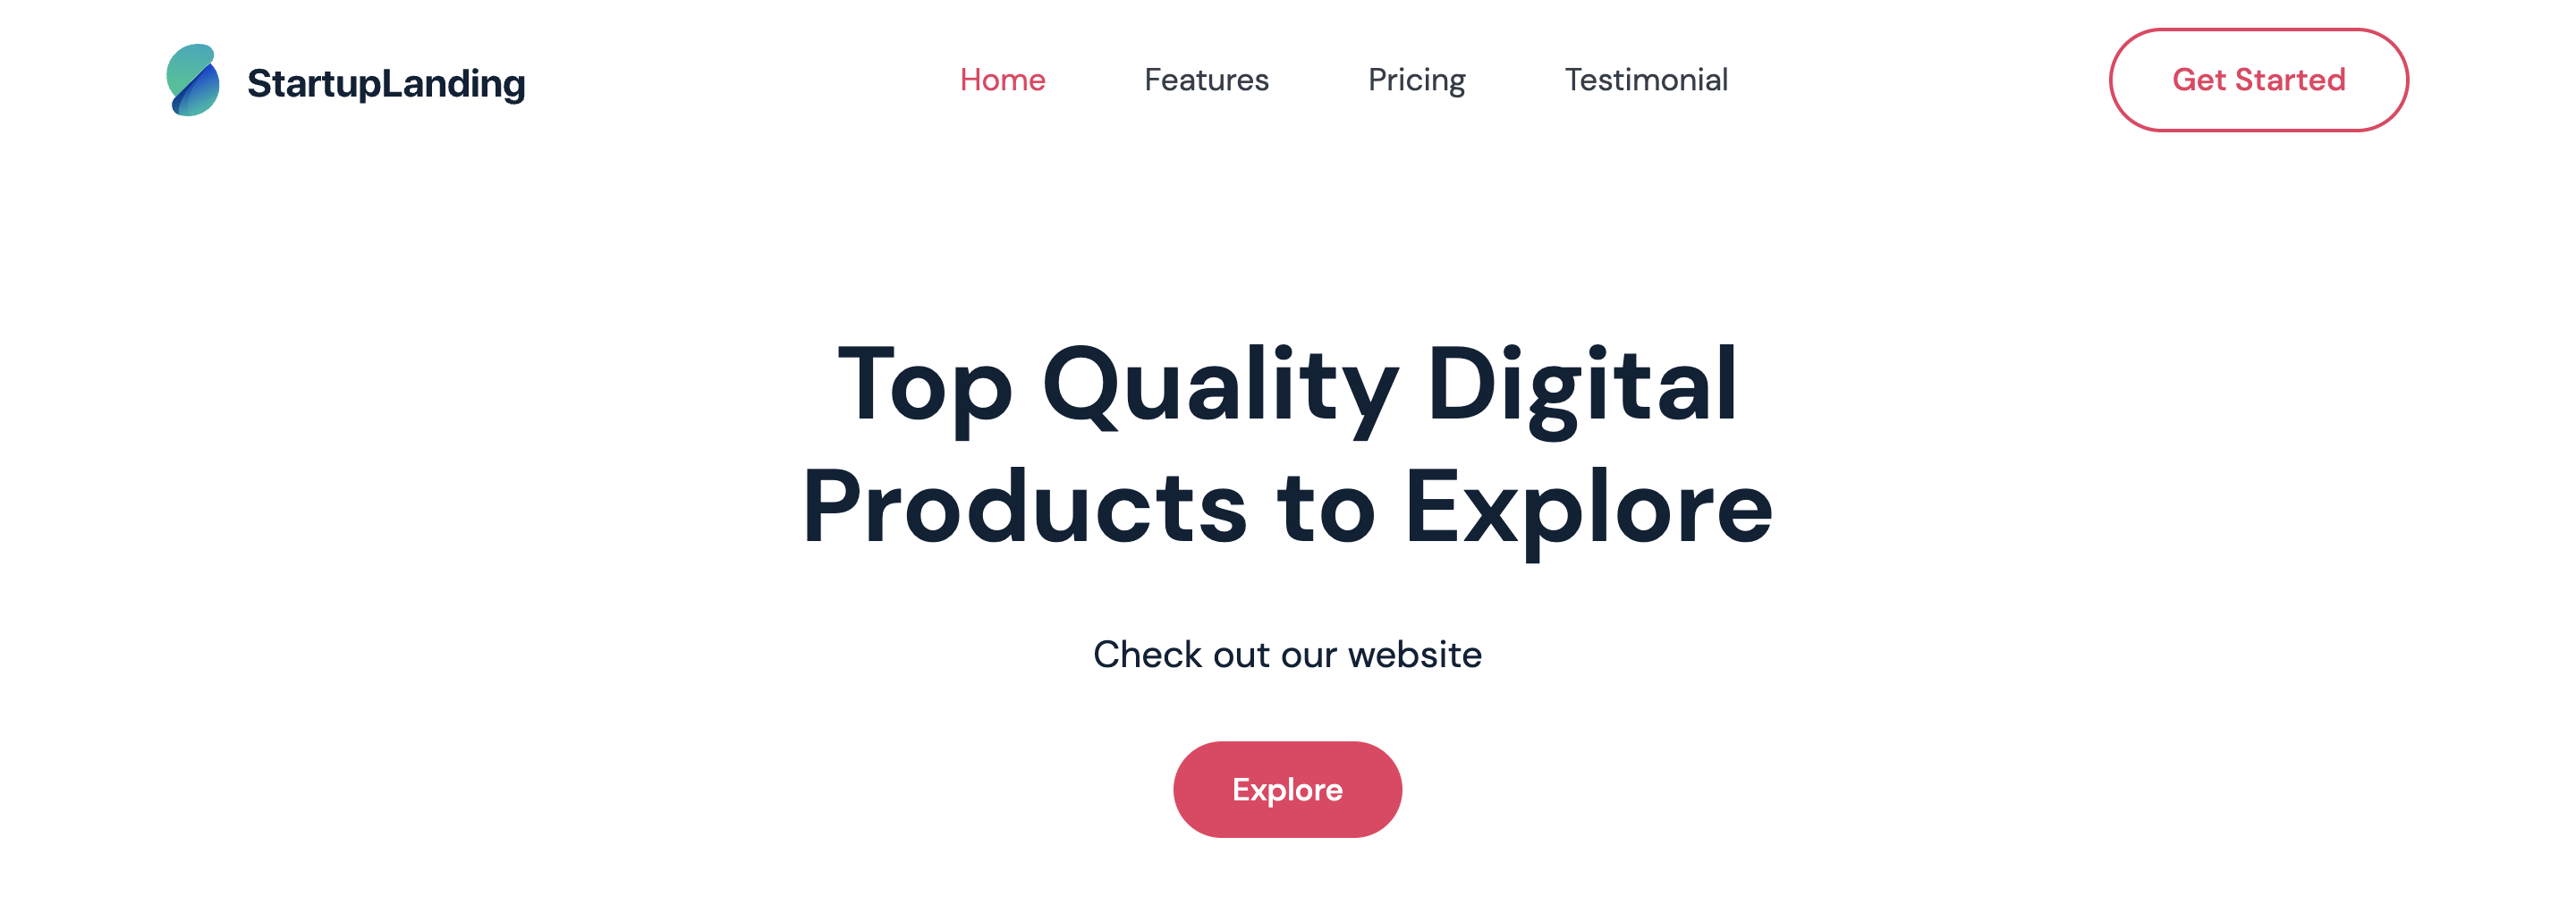 StartupLanding
Home
Features
Pricing
Testimonial
Get Started
Top Quality Digital
Products to Explore
Check out our website
Explore